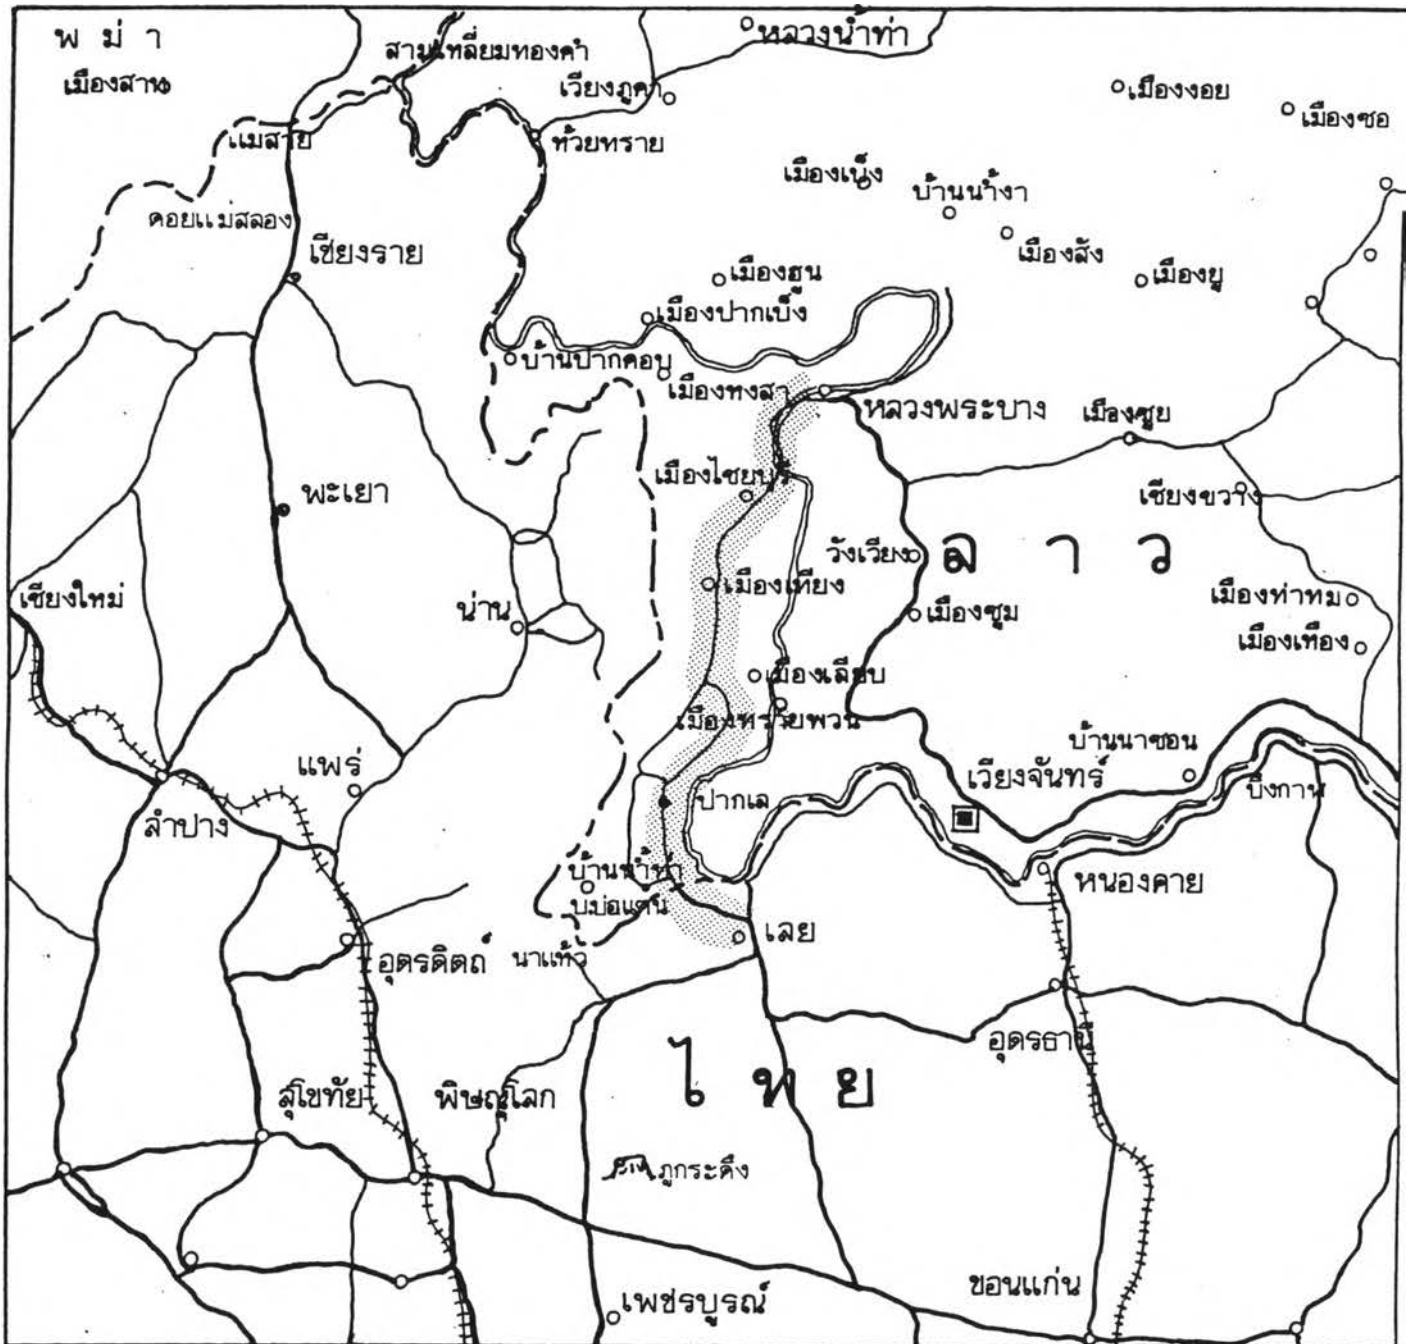 พม่า
สามเหลี่ยมทองคำ
หลวงน้ำทา
เมืองสาท
เวียงภูคา
เมืองงอย
เมืองซอ
แม่สาย
ห้วยทราย
เมืองเน็ง
บ้านน้ำงา
ดอยแม่สลอง
เชียงราย
เมืองสัง
เมืองฮูน
เมืองยู
เมืองปากเบ็ง
บ้านปากคอบ
เมืองหงสา
หลวงพระบาง
เมืองซูย
เมืองไชยบุรี
พะเยา
เชียงขวาง
วังเวียง
ลาว
เชียงใหม่
เมืองเทียง
น่าน
เมืองซูม
เมืองท่าทม
เมืองเทือง
เมืองเลียบ
เมืองทรายพวน
บ้านนาซอน
แพร่
เวียงจันทร์
ปากเล
บึงกาฬ
ลำปาง
บ้านน้ำท่า
หนองคาย
บ.บ่อแตน
เลย
อุตรดิตถ์
นาแห้ว
อุดรธานี
ไทย
สุโขทัย
พิษณุโลก
ภูกระดึง
ขอนแก่น
เพชรบูรณ์